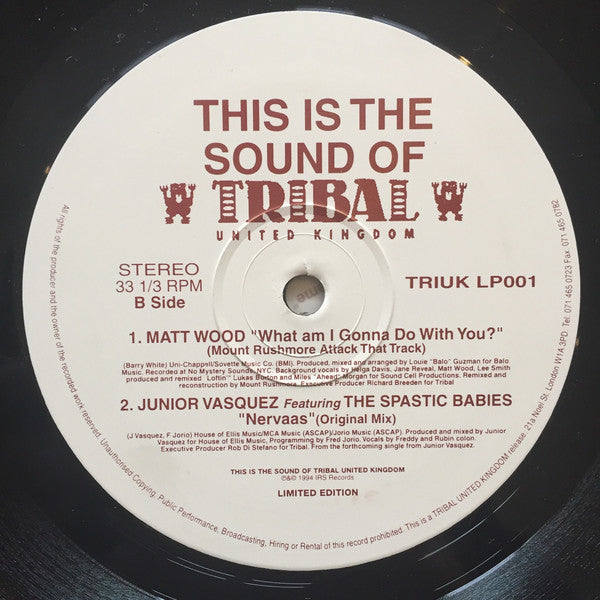 THIS IS THE
SOUND OF
TRIBAL
UNITED KINGDOM
STEREO
33 1/3 RPM
B Side
TRIUK LP001
1. MATT WOOD "What am I Gonna Do With You?"
(Mount Rushmore Attack That Track)
(Barry White) Uni-Chappell/Sovette Music Co. (BMI). Produced, mixed and arranged by Louie "Balo" Guzman for Balo
Music. Recorded at No Mystery Sound, NYC. Background vocals by Helga Davis, Jane Reveal, Matt Wood, Lee Smith
produced and remixed Loftin" Lukas Burton and Miles "Ahead" Morgan for Sound Cell Productions. Remixed and
reconstruction by Mount Rushmore. Executive Producer Richard Breeden for Tribal
2. JUNIOR VASQUEZ Featuring THE SPASTIC BABIES
"Nervaas"(Original Mix)
(J Vasquez, F Jorio) House of Ellis Music/MCA Music (ASCAP)/Jorio Music (ASCAP). Produced and mixed by Junior
Vasquez for House of Ellis Music, Programming by Fred Jorio. Vocals by Freddy and Rubin colon.
Executive Producer Rob Di Stefano for Tribal. From the forthcoming single from Junior Vasquez.
THIS IS THE SOUND OF TRIBAL UNITED KINGDOM
℗&© 1994 IRS Records
LIMITED EDITION
All rights of the producer and the owner of the recorded work reserved. Unauthorised Copying, Public Performance, Broadcasting, Hiring or Rental of this record prohibited. This is a TRIBAL UNITED KINGDOM release. 21a Noel St. London W1A 3PD Tel: 071 465 0723 Fax 071 465 0782